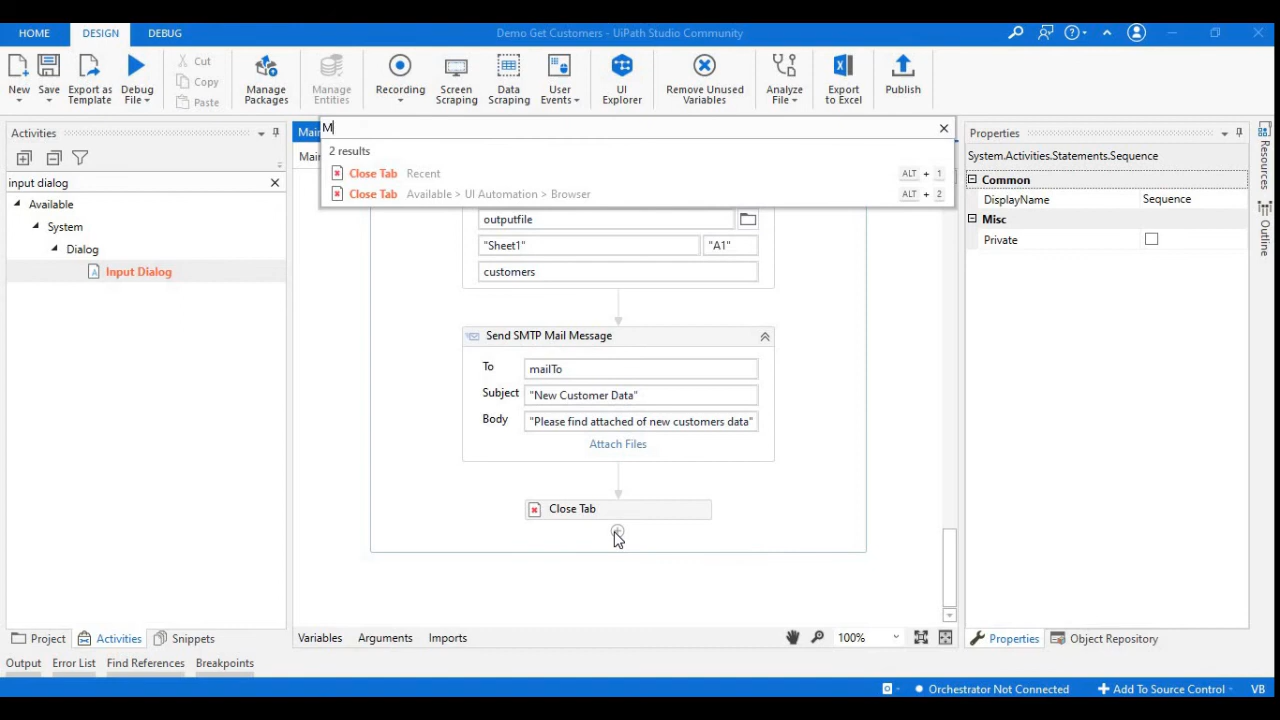 HOME DESIGN DEBUG Demo Get Customers - UiPath Studio Community
New Save Export as Template Debug File Cut Copy Paste Manage Packages Manage Entities Recording Screen Scraping Data Scraping User Events UI Explorer Remove Unused Variables Analyze File Export to Excel Publish
Activities
input dialog
Available
System
Dialog
Input Dialog
Main
Main
M
2 results
Close Tab Recent ALT + 1
Close Tab Available > UI Automation > Browser ALT + 2
outputfile
"Sheet1" "A1"
customers
Send SMTP Mail Message
To mailTo
Subject "New Customer Data"
Body "Please find attached of new customers data"
Attach Files
Close Tab
Properties
System.Activities.Statements.Sequence
Common
DisplayName Sequence
Misc
Private
Resources
Outline
Project Activities Snippets
Variables Arguments Imports 100%
Properties Object Repository
Output Error List Find References Breakpoints
Orchestrator Not Connected Add To Source Control VB